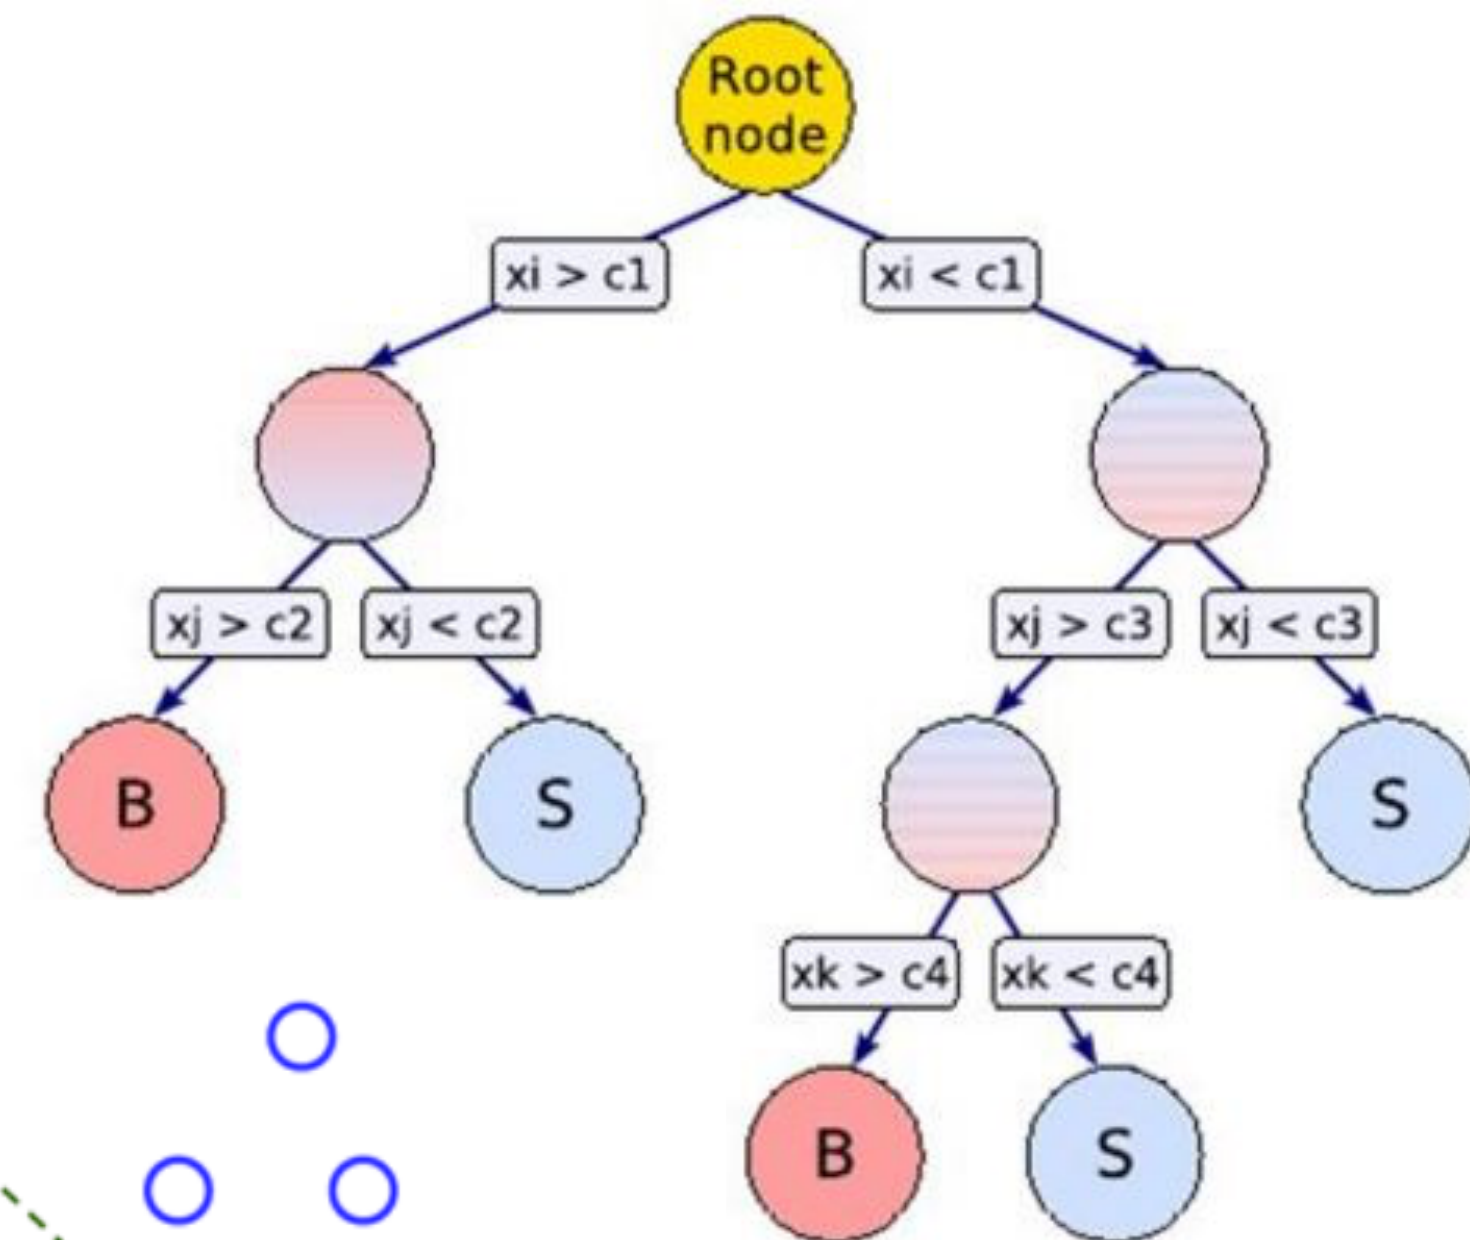 Root
node
xi > c1
xi < c1
xj > c2
xj < c2
xj > c3
xj < c3
B
S
S
xk > c4
xk < c4
B
S